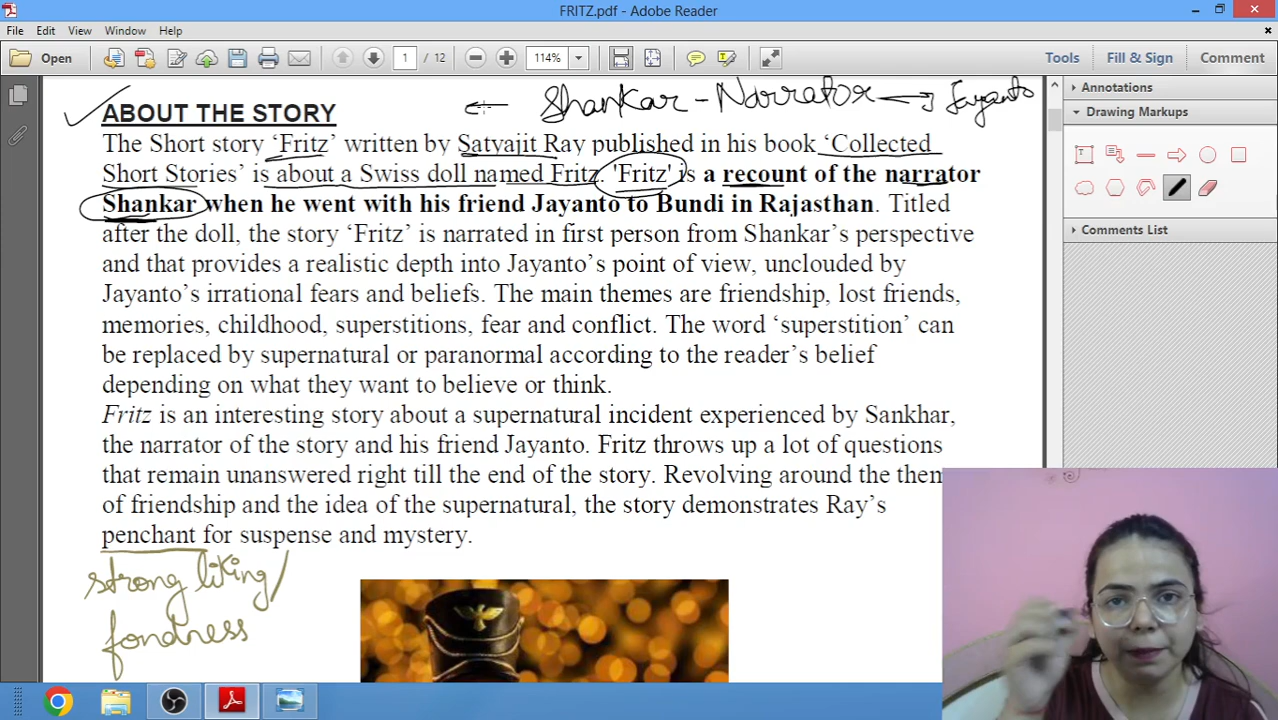 FRITZ.pdf - Adobe Reader
File Edit View Window Help
Open 1 / 12 114% Tools Fill & Sign Comment
Shankar - Narrator → Jayanto
ABOUT THE STORY
The Short story ‘Fritz’ written by Satyajit Ray published in his book ‘Collected
Short Stories’ is about a Swiss doll named Fritz. 'Fritz' is a recount of the narrator
Shankar when he went with his friend Jayanto to Bundi in Rajasthan. Titled
after the doll, the story ‘Fritz’ is narrated in first person from Shankar’s perspective
and that provides a realistic depth into Jayanto’s point of view, unclouded by
Jayanto’s irrational fears and beliefs. The main themes are friendship, lost friends,
memories, childhood, superstitions, fear and conflict. The word ‘superstition’ can
be replaced by supernatural or paranormal according to the reader’s belief
depending on what they want to believe or think.
Fritz is an interesting story about a supernatural incident experienced by Sankhar,
the narrator of the story and his friend Jayanto. Fritz throws up a lot of questions
that remain unanswered right till the end of the story. Revolving around the them
of friendship and the idea of the supernatural, the story demonstrates Ray’s
penchant for suspense and mystery.
strong liking/
fondness
Annotations
Drawing Markups
Comments List